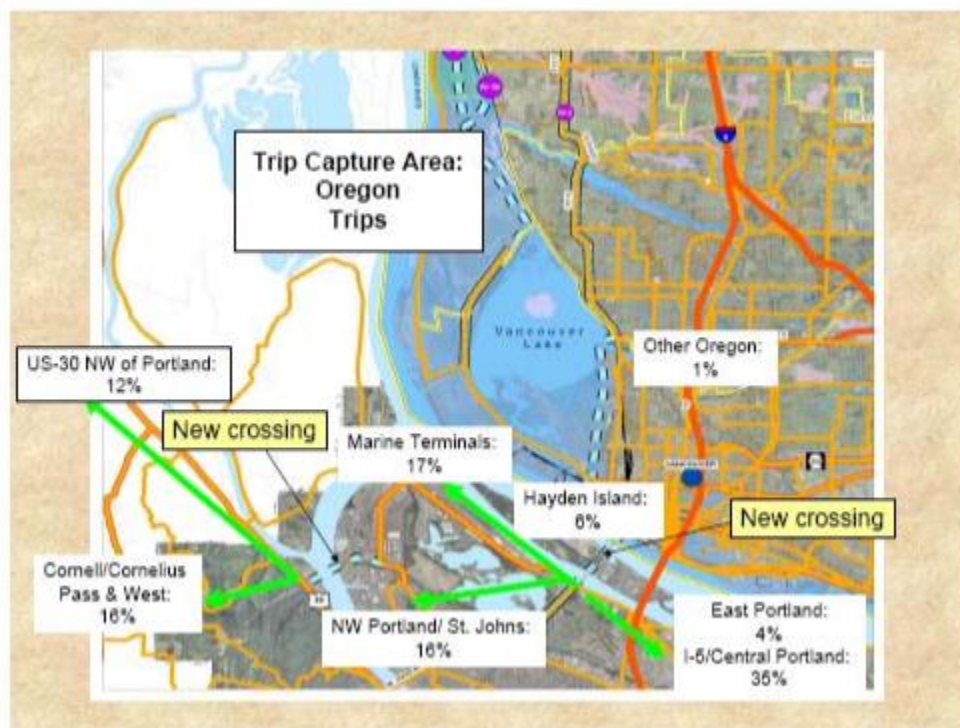 Trip Capture Area:
Oregon
Trips
Vancouver
Lake
Other Oregon:
1%
US-30 NW of Portland:
12%
New crossing
Marine Terminals:
17%
Hayden Island:
6%
New crossing
Cornell/Cornelius
Pass & West:
16%
NW Portland/ St. Johns:
16%
East Portland:
4%
I-5/Central Portland:
35%